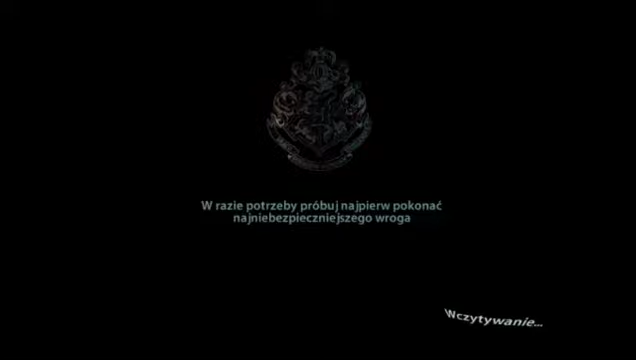 W razie potrzeby próbuj najpierw pokonać
najniebezpieczniejszego wroga
Wczytywanie...